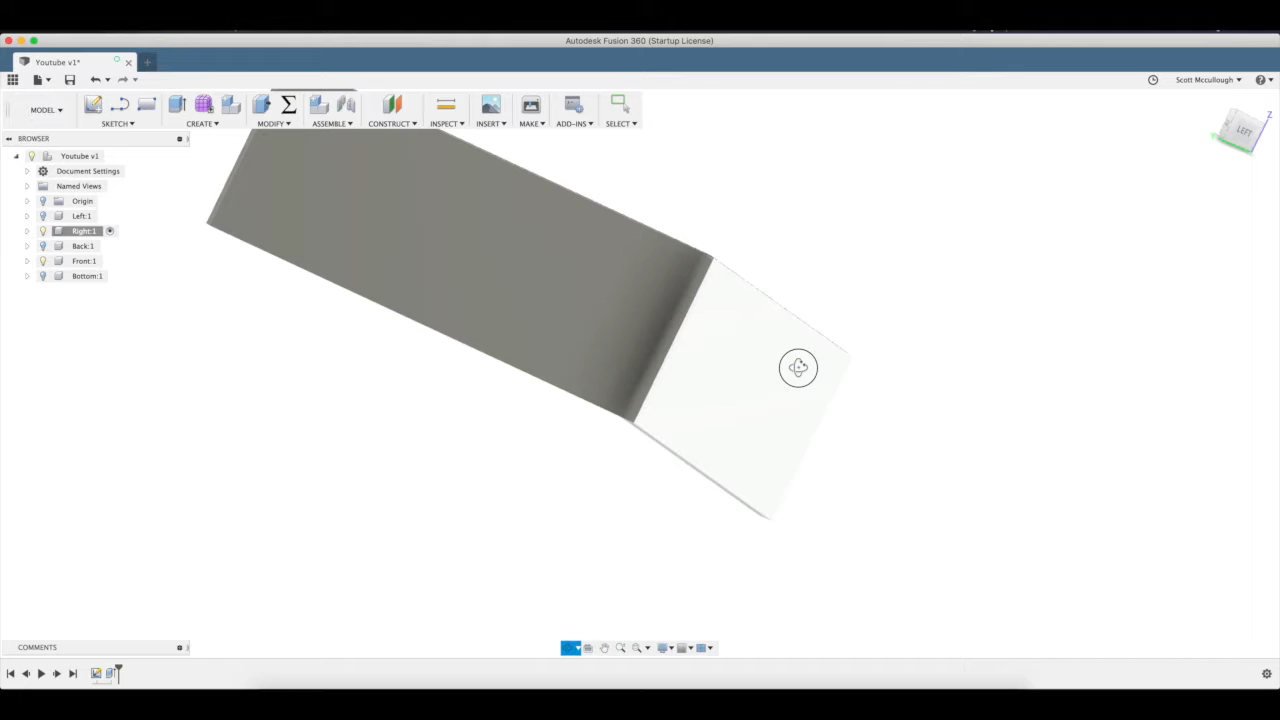 Autodesk Fusion 360 (Startup License)
Youtube v1*
Scott Mccullough
MODEL
SKETCH
CREATE
MODIFY
ASSEMBLE
CONSTRUCT
INSPECT
INSERT
MAKE
ADD-INS
SELECT
Z
LEFT
BROWSER
Youtube v1
Document Settings
Named Views
Origin
Left:1
Right:1
Back:1
Front:1
Bottom:1
COMMENTS